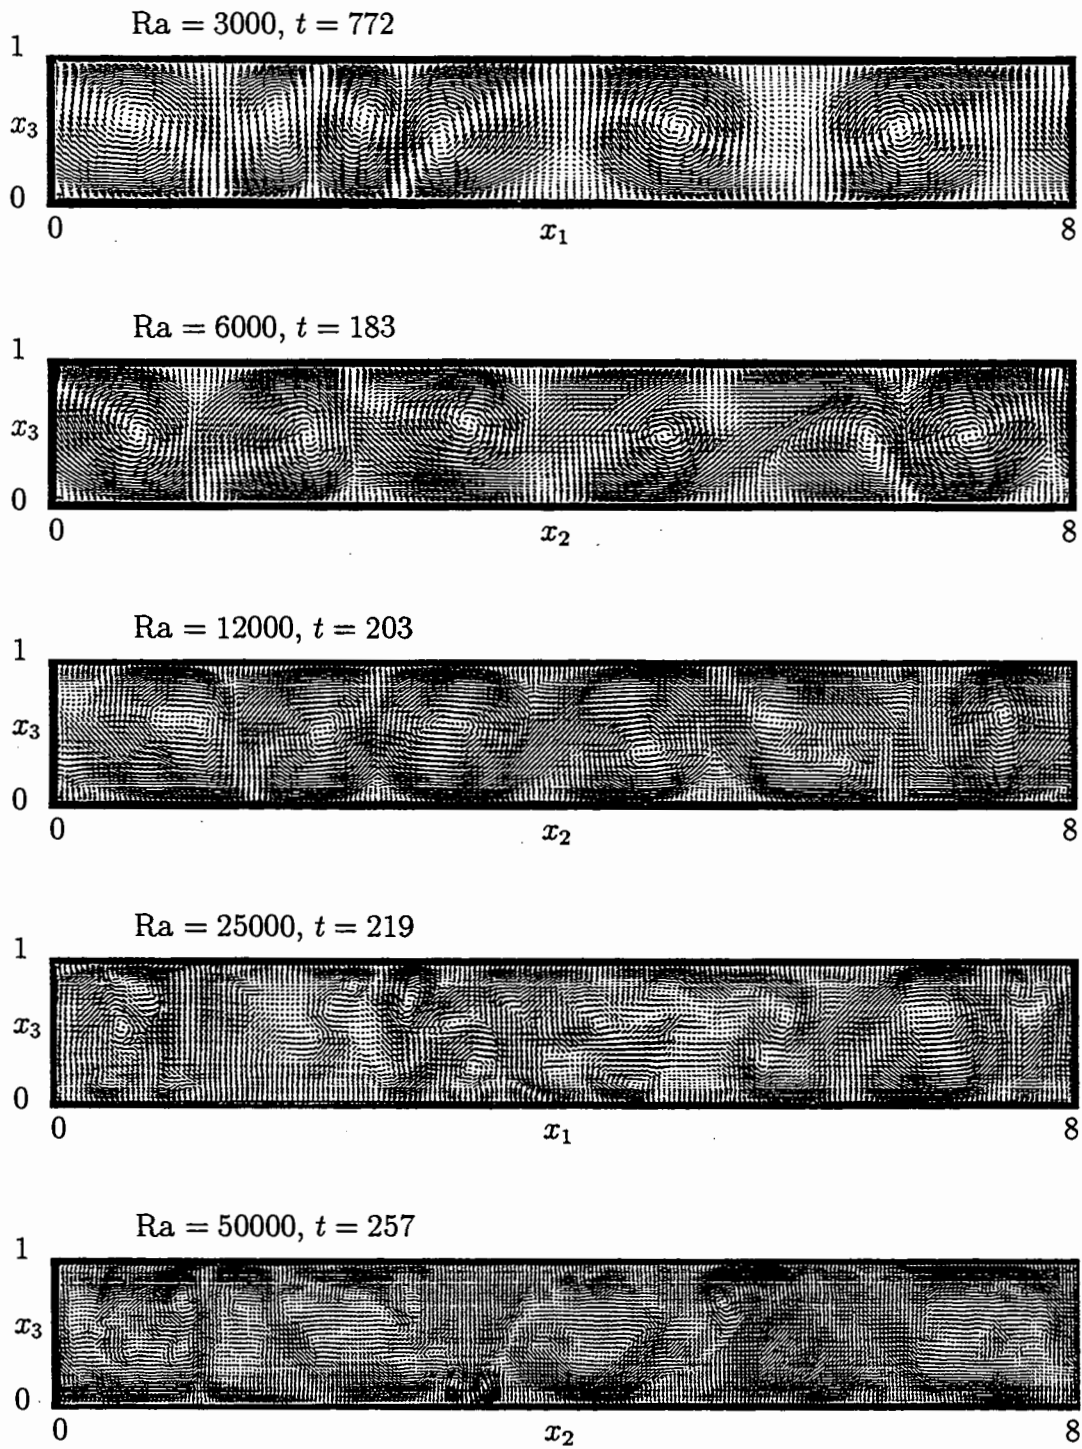 Ra = 3000, t = 772
1
x₃
0
0 x₁ 8
Ra = 6000, t = 183
1
x₃
0
0 x₂ 8
Ra = 12000, t = 203
1
x₃
0
0 x₂ 8
Ra = 25000, t = 219
1
x₃
0
0 x₁ 8
Ra = 50000, t = 257
1
x₃
0
0 x₂ 8